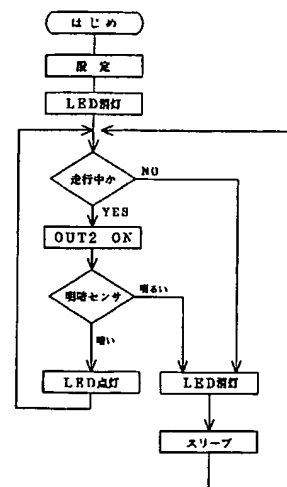 はじめ
設定
LED消灯
走行中か
NO
YES
OUT2 ON
明暗センサ
明るい
暗い
LED点灯
LED消灯
スリープ